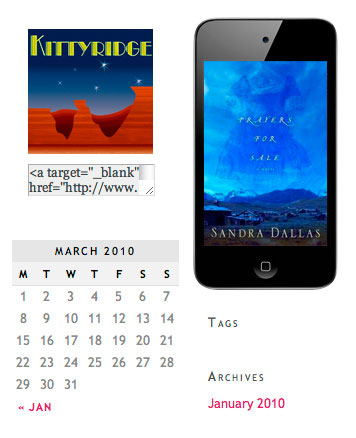 KITTYRIDGE
<a target="_blank"
href="http://www.
MARCH 2010
M T W T F S S
1 2 3 4 5 6 7
8 9 10 11 12 13 14
15 16 17 18 19 20 21
22 23 24 25 26 27 28
29 30 31
« JAN
PRAYERS
FOR
SALE
A NOVEL
SANDRA DALLAS
TAGS
ARCHIVES
January 2010